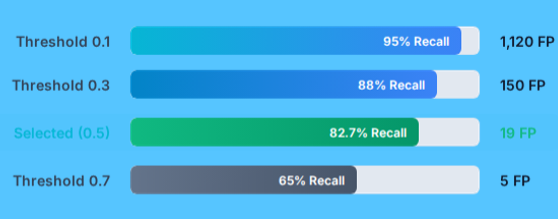 Threshold 0.1 95% Recall 1,120 FP
Threshold 0.3 88% Recall 150 FP
Selected (0.5) 82.7% Recall 19 FP
Threshold 0.7 65% Recall 5 FP